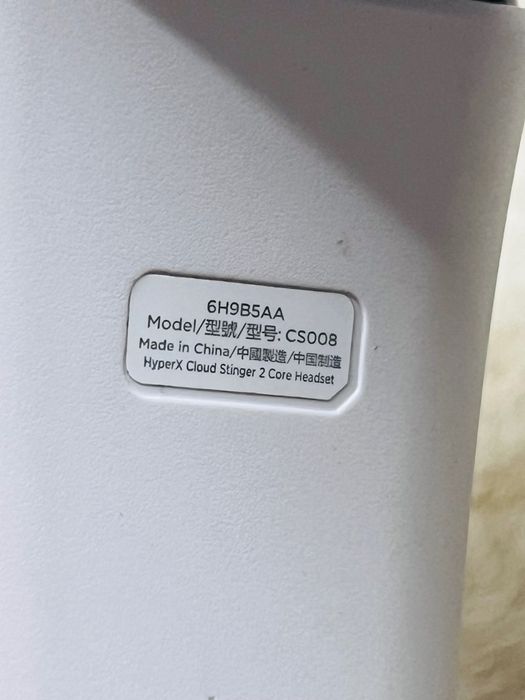 6H9B5AA
Model/型號/型号: CS008
Made in China/中國製造/中国制造
HyperX Cloud Stinger 2 Core Headset